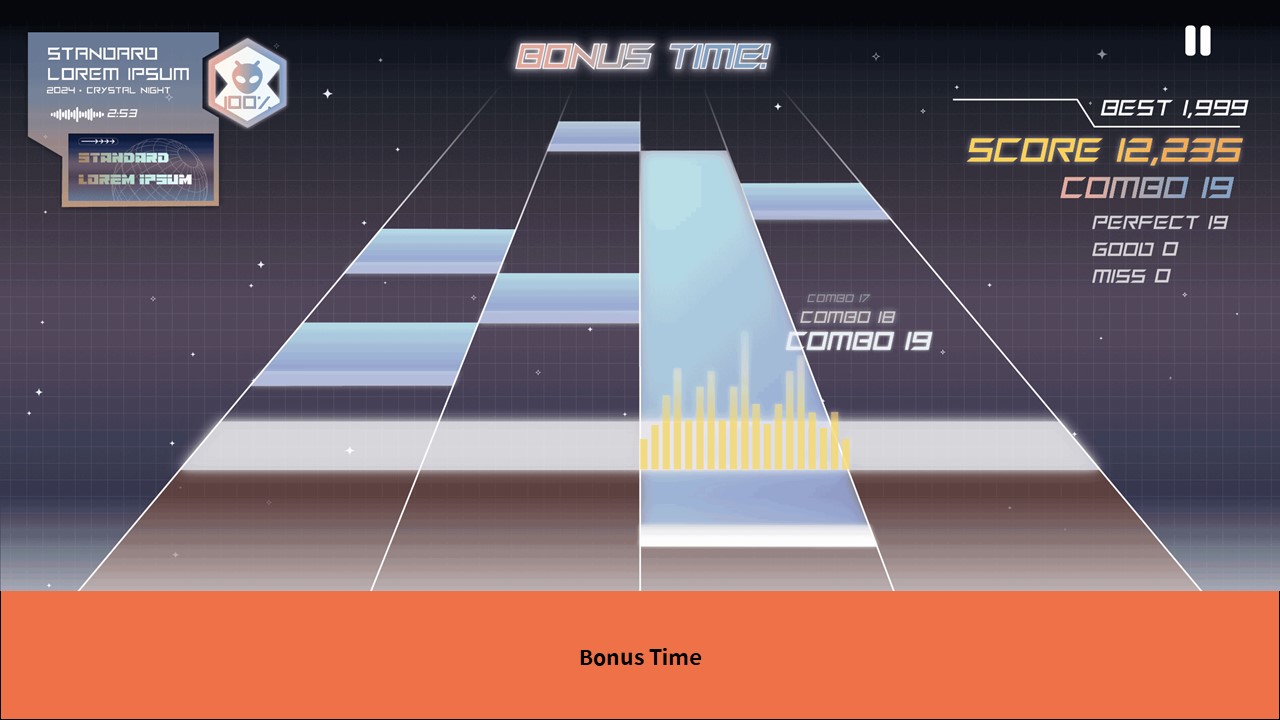 STANDARD
LOREM IPSUM
2024 • CRYSTAL NIGHT
2:53
100%
STANDARD
LOREM IPSUM
BONUS TIME!
BEST 1,999
SCORE 12,235
COMBO 19
PERFECT 19
GOOD 0
MISS 0
COMBO 17
COMBO 18
COMBO 19
Bonus Time